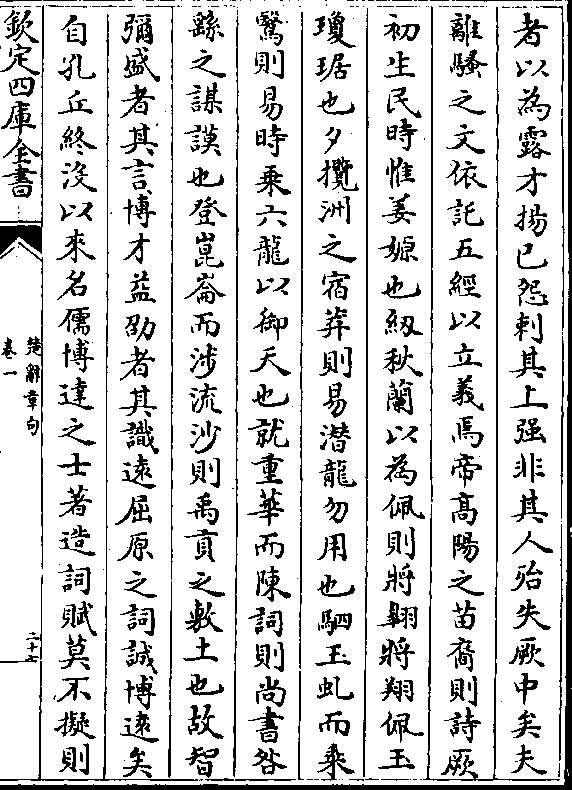 者以為露才揚已怨刺其上强非其人殆失厥中矣夫
離騷之文依託五經以立義焉帝髙陽之苗裔則詩厥
初生民時惟姜嫄也紉秋蘭以為佩則將翱將翔佩玉
瓊琚也夕攬洲之宿莽則易潜龍勿用也駟玉虬而乘
鷖則易時乘六龍以御天也就重華而陳詞則尚書咎
繇之謀謨也登崑崙而涉流沙則禹貢之敷土也故智
彌盛者其言博才益劭者其識逺屈原之詞誠博逺矣
自孔丘終沒以來名儒博達之士著造詞賦莫不擬則
欽定四庫全書
楚辭章句
卷一
二十七